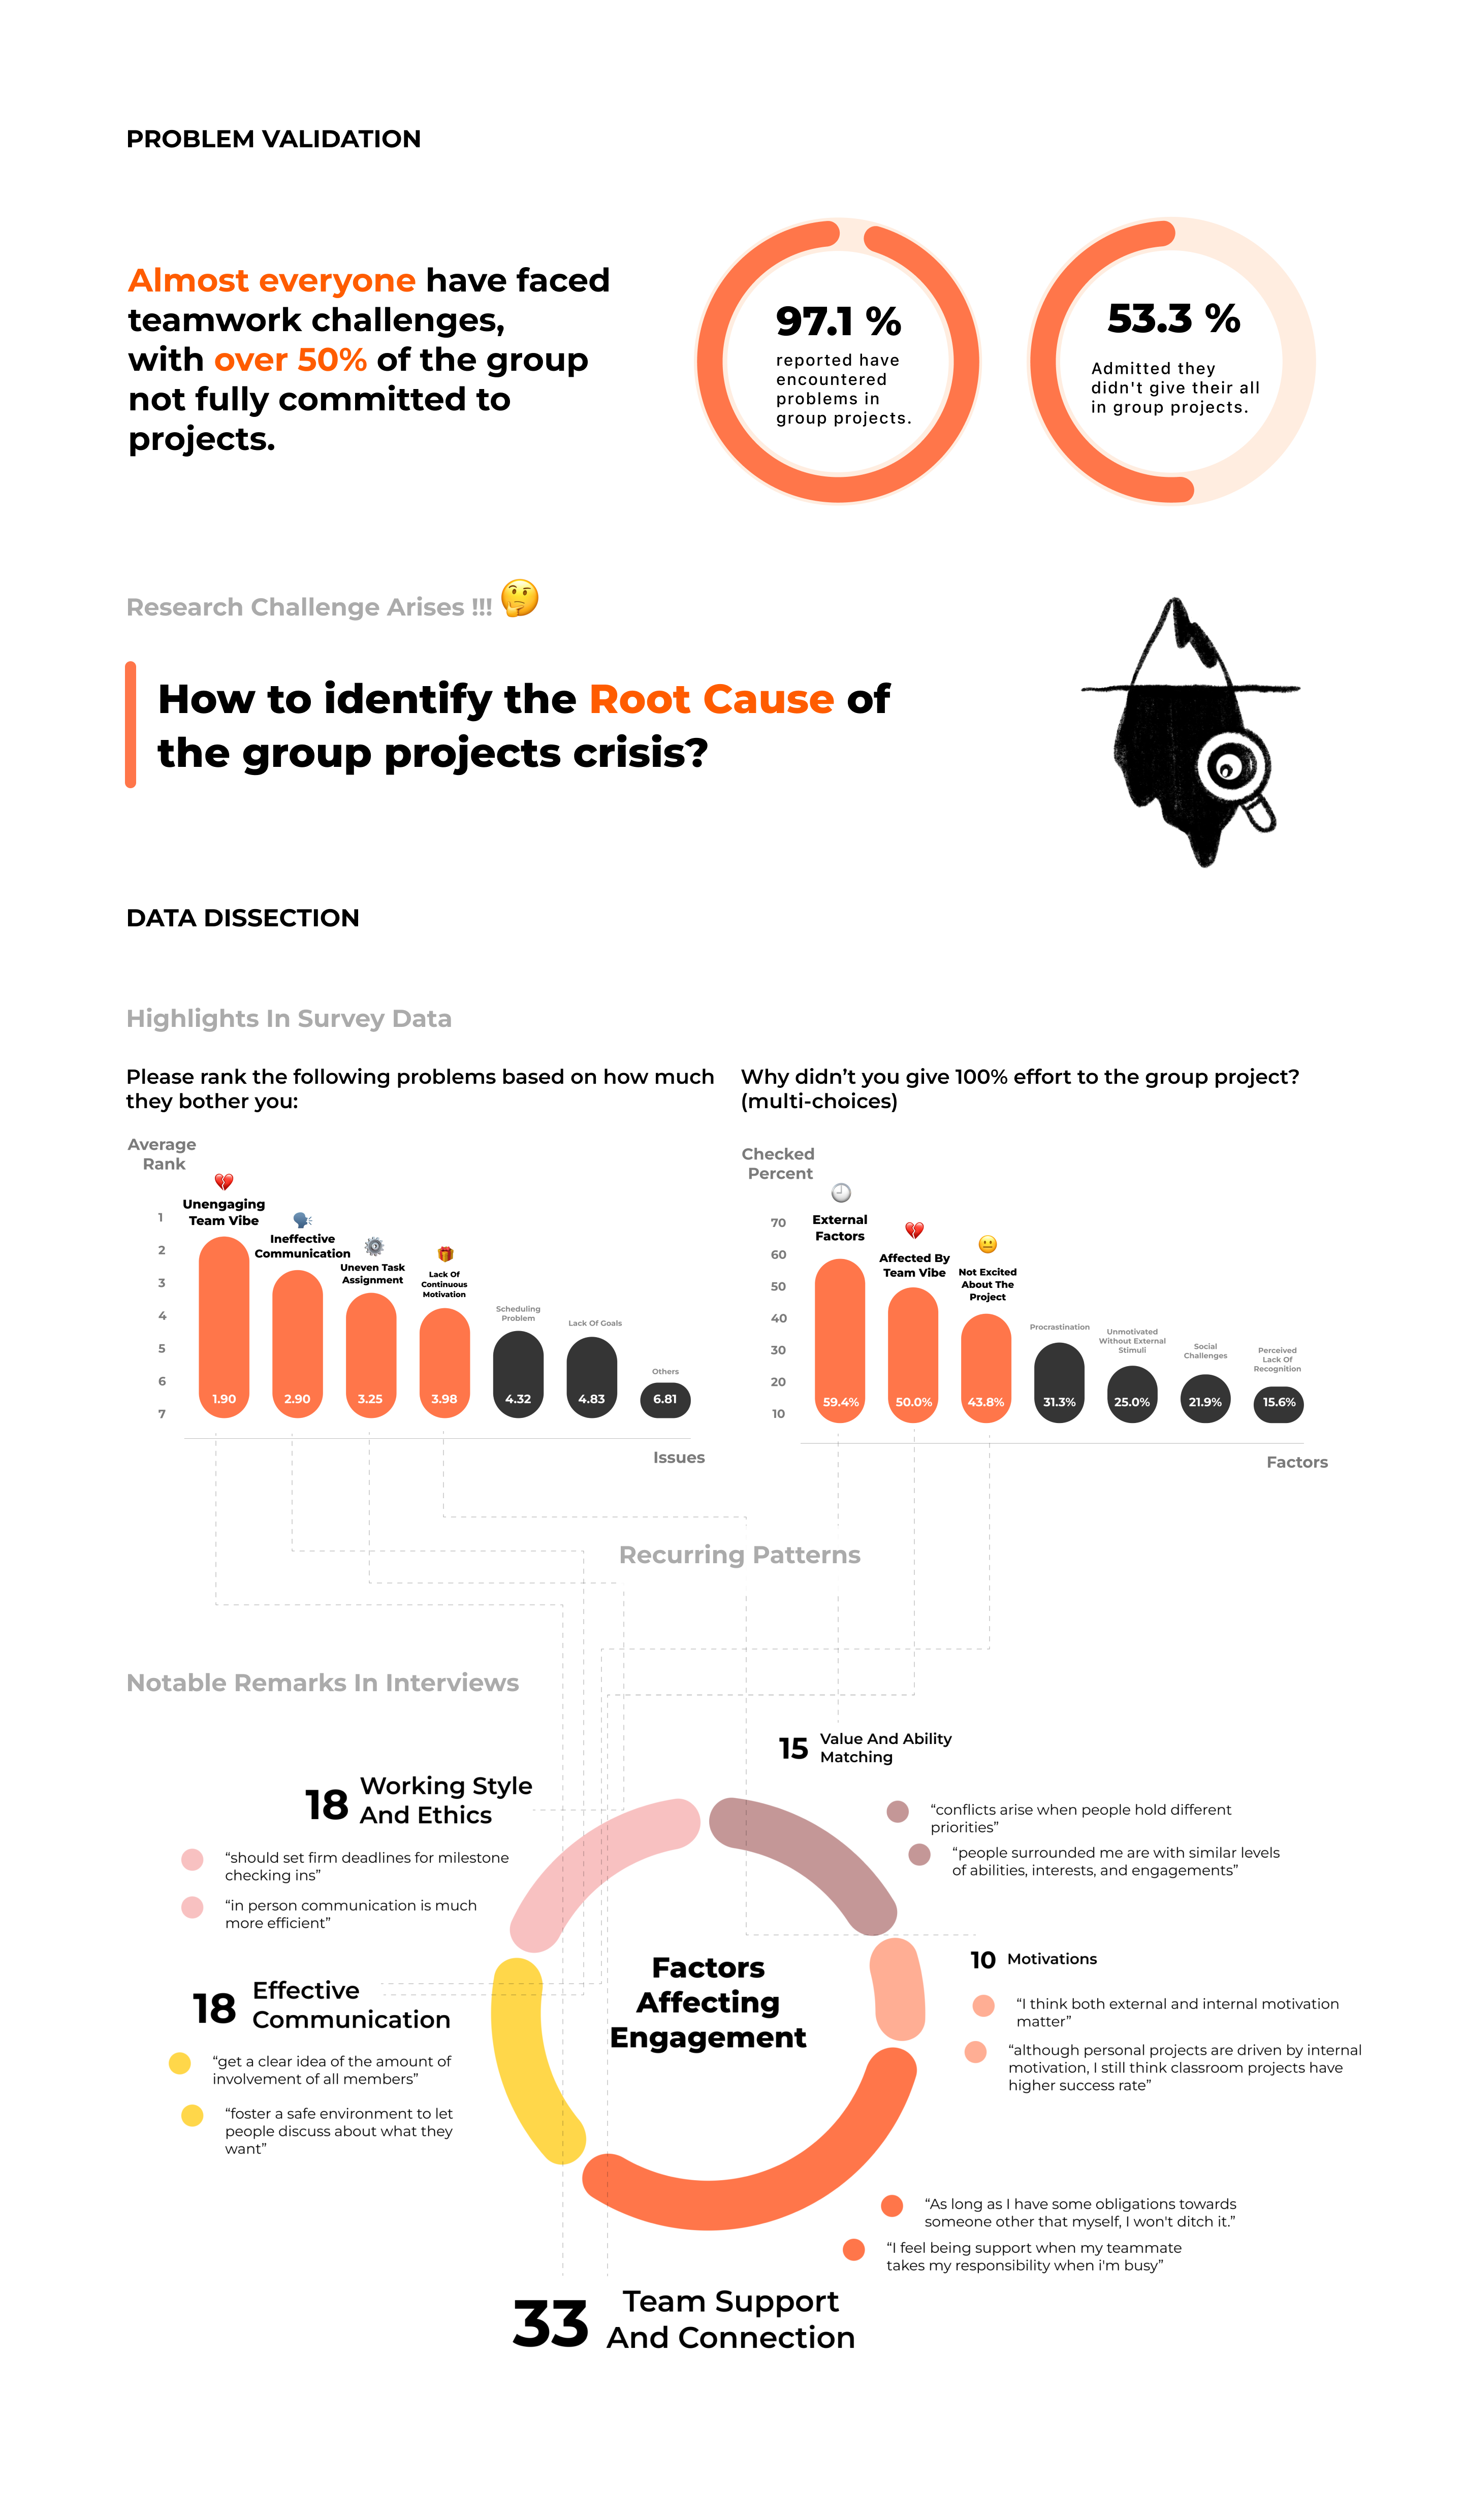 PROBLEM VALIDATION
Almost everyone have faced
teamwork challenges,
with over 50% of the group
not fully committed to
projects.
97.1 %
reported have
encountered
problems in
group projects.
53.3 %
Admitted they
didn't give their all
in group projects.
Research Challenge Arises !!!
How to identify the Root Cause of
the group projects crisis?
DATA DISSECTION
Highlights In Survey Data
Please rank the following problems based on how much
they bother you:
Average
Rank
1
2
3
4
5
6
7
Unengaging
Team Vibe
Ineffective
Communication
Uneven Task
Assignment
Lack Of
Continuous
Motivation
Scheduling
Problem
Lack Of Goals
Others
1.90
2.90
3.25
3.98
4.32
4.83
6.81
Issues
Why didn’t you give 100% effort to the group project?
(multi-choices)
Checked
Percent
70
60
50
40
30
20
10
External
Factors
Affected By
Team Vibe
Not Excited
About The
Project
Procrastination
Unmotivated
Without External
Stimuli
Social
Challenges
Perceived
Lack Of
Recognition
59.4%
50.0%
43.8%
31.3%
25.0%
21.9%
15.6%
Factors
Recurring Patterns
Notable Remarks In Interviews
15
Value And Ability
Matching
“conflicts arise when people hold different
priorities”
“people surrounded me are with similar levels
of abilities, interests, and engagements”
18
Working Style
And Ethics
“should set firm deadlines for milestone
checking ins”
“in person communication is much
more efficient”
18
Effective
Communication
“get a clear idea of the amount of
involvement of all members”
“foster a safe environment to let
people discuss about what they
want”
Factors
Affecting
Engagement
10 Motivations
“I think both external and internal motivation
matter”
“although personal projects are driven by internal
motivation, I still think classroom projects have
higher success rate”
“As long as I have some obligations towards
someone other that myself, I won't ditch it.”
“I feel being support when my teammate
takes my responsibility when i'm busy”
33
Team Support
And Connection